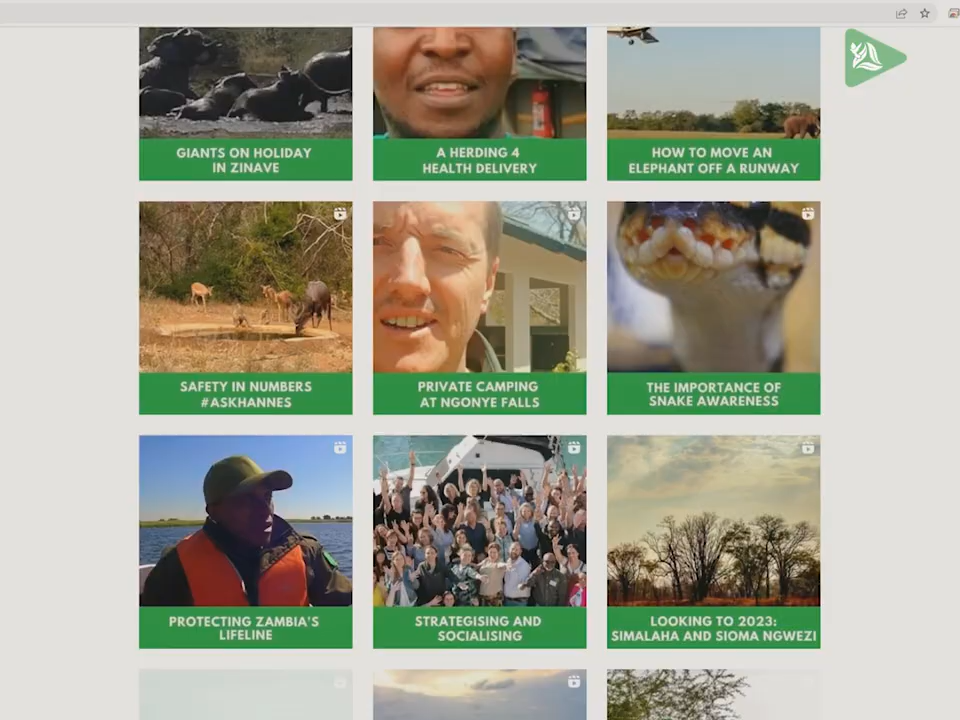 GIANTS ON HOLIDAY
IN ZINAVE
A HERDING 4
HEALTH DELIVERY
HOW TO MOVE AN
ELEPHANT OFF A RUNWAY
SAFETY IN NUMBERS
#ASKHANNES
PRIVATE CAMPING
AT NGONYE FALLS
THE IMPORTANCE OF
SNAKE AWARENESS
PROTECTING ZAMBIA'S
LIFELINE
STRATEGISING AND
SOCIALISING
LOOKING TO 2023:
SIMALAHA AND SIOMA NGWEZI